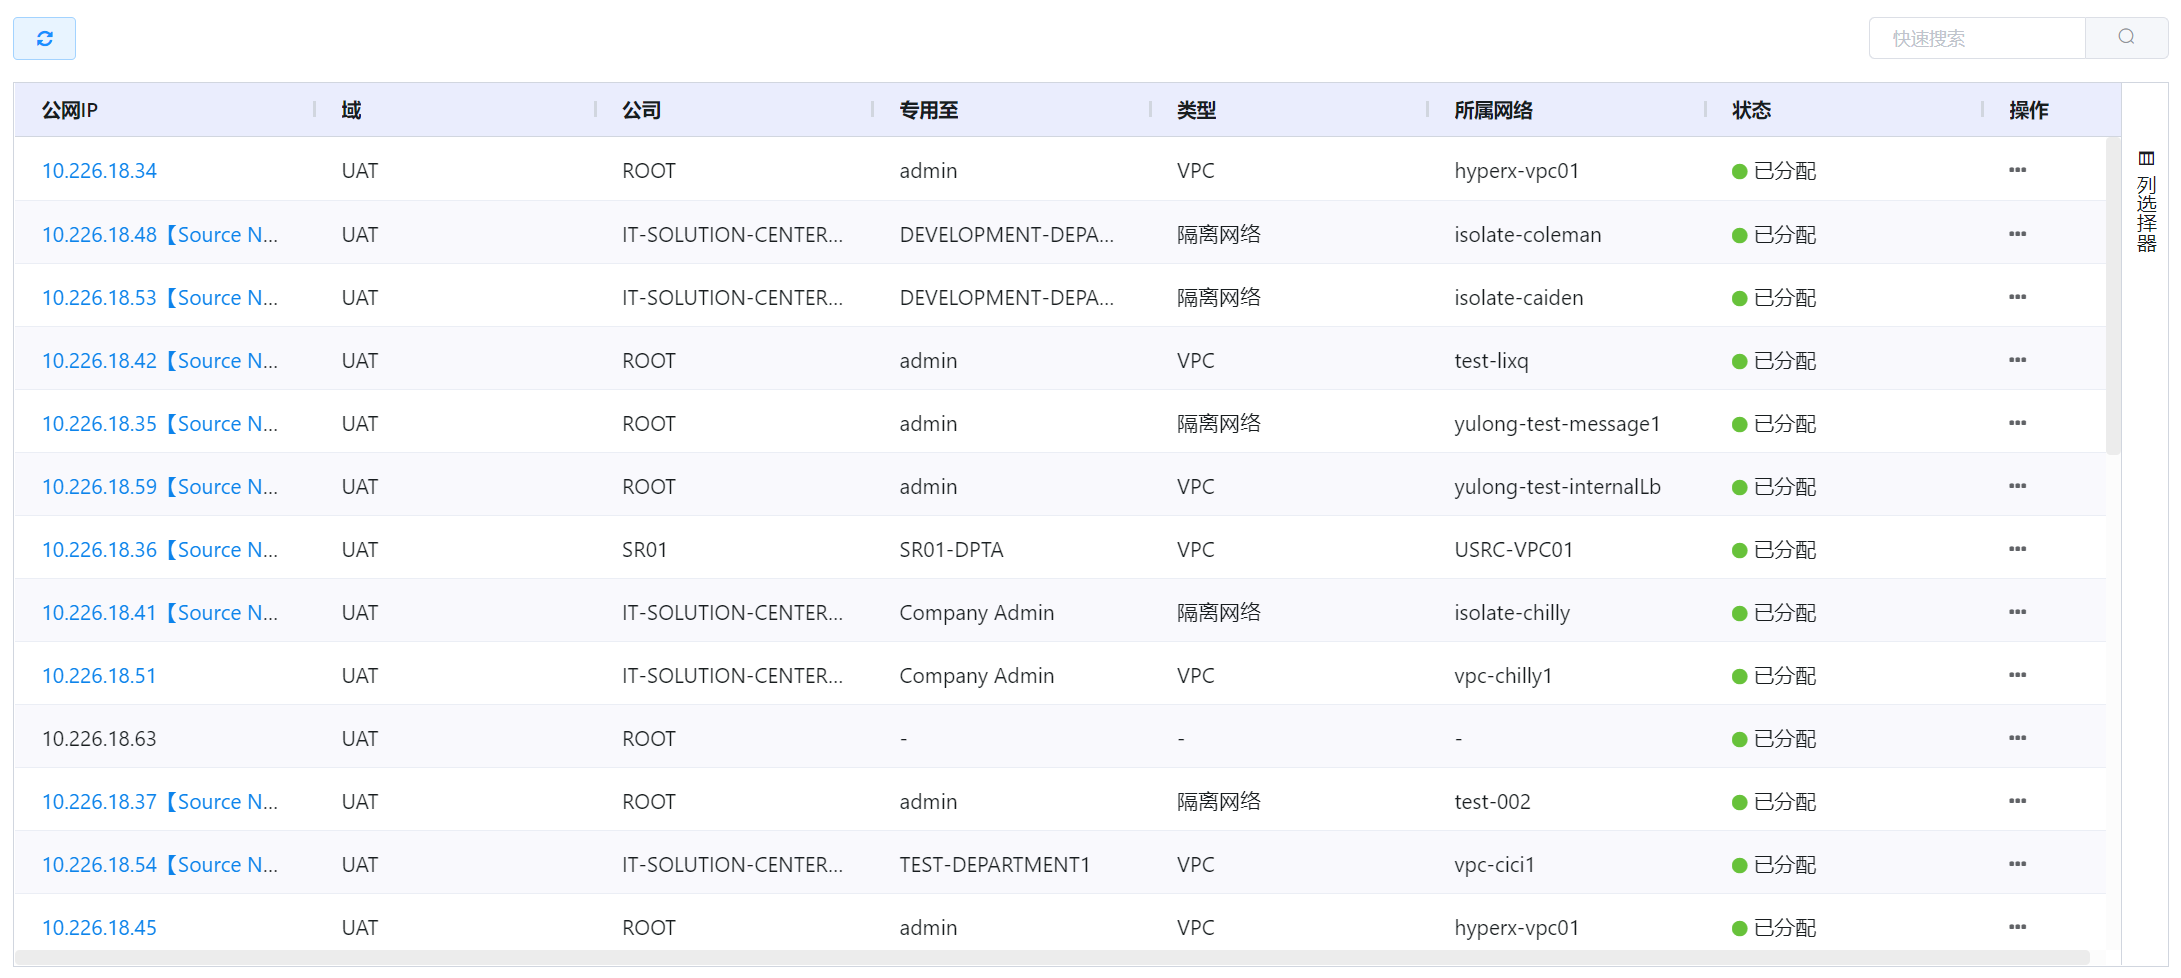 快速搜索
公网IP 域 公司 专用至 类型 所属网络 状态 操作
10.226.18.34 UAT ROOT admin VPC hyperx-vpc01 已分配
10.226.18.48【Source N... UAT IT-SOLUTION-CENTER... DEVELOPMENT-DEPA... 隔离网络 isolate-coleman 已分配
10.226.18.53【Source N... UAT IT-SOLUTION-CENTER... DEVELOPMENT-DEPA... 隔离网络 isolate-caiden 已分配
10.226.18.42【Source N... UAT ROOT admin VPC test-lixq 已分配
10.226.18.35【Source N... UAT ROOT admin 隔离网络 yulong-test-message1 已分配
10.226.18.59【Source N... UAT ROOT admin VPC yulong-test-internalLb 已分配
10.226.18.36【Source N... UAT SR01 SR01-DPTA VPC USRC-VPC01 已分配
10.226.18.41【Source N... UAT IT-SOLUTION-CENTER... Company Admin 隔离网络 isolate-chilly 已分配
10.226.18.51 UAT IT-SOLUTION-CENTER... Company Admin VPC vpc-chilly1 已分配
10.226.18.63 UAT ROOT - - - 已分配
10.226.18.37【Source N... UAT ROOT admin 隔离网络 test-002 已分配
10.226.18.54【Source N... UAT IT-SOLUTION-CENTER... TEST-DEPARTMENT1 VPC vpc-cici1 已分配
10.226.18.45 UAT ROOT admin VPC hyperx-vpc01 已分配
列选择器